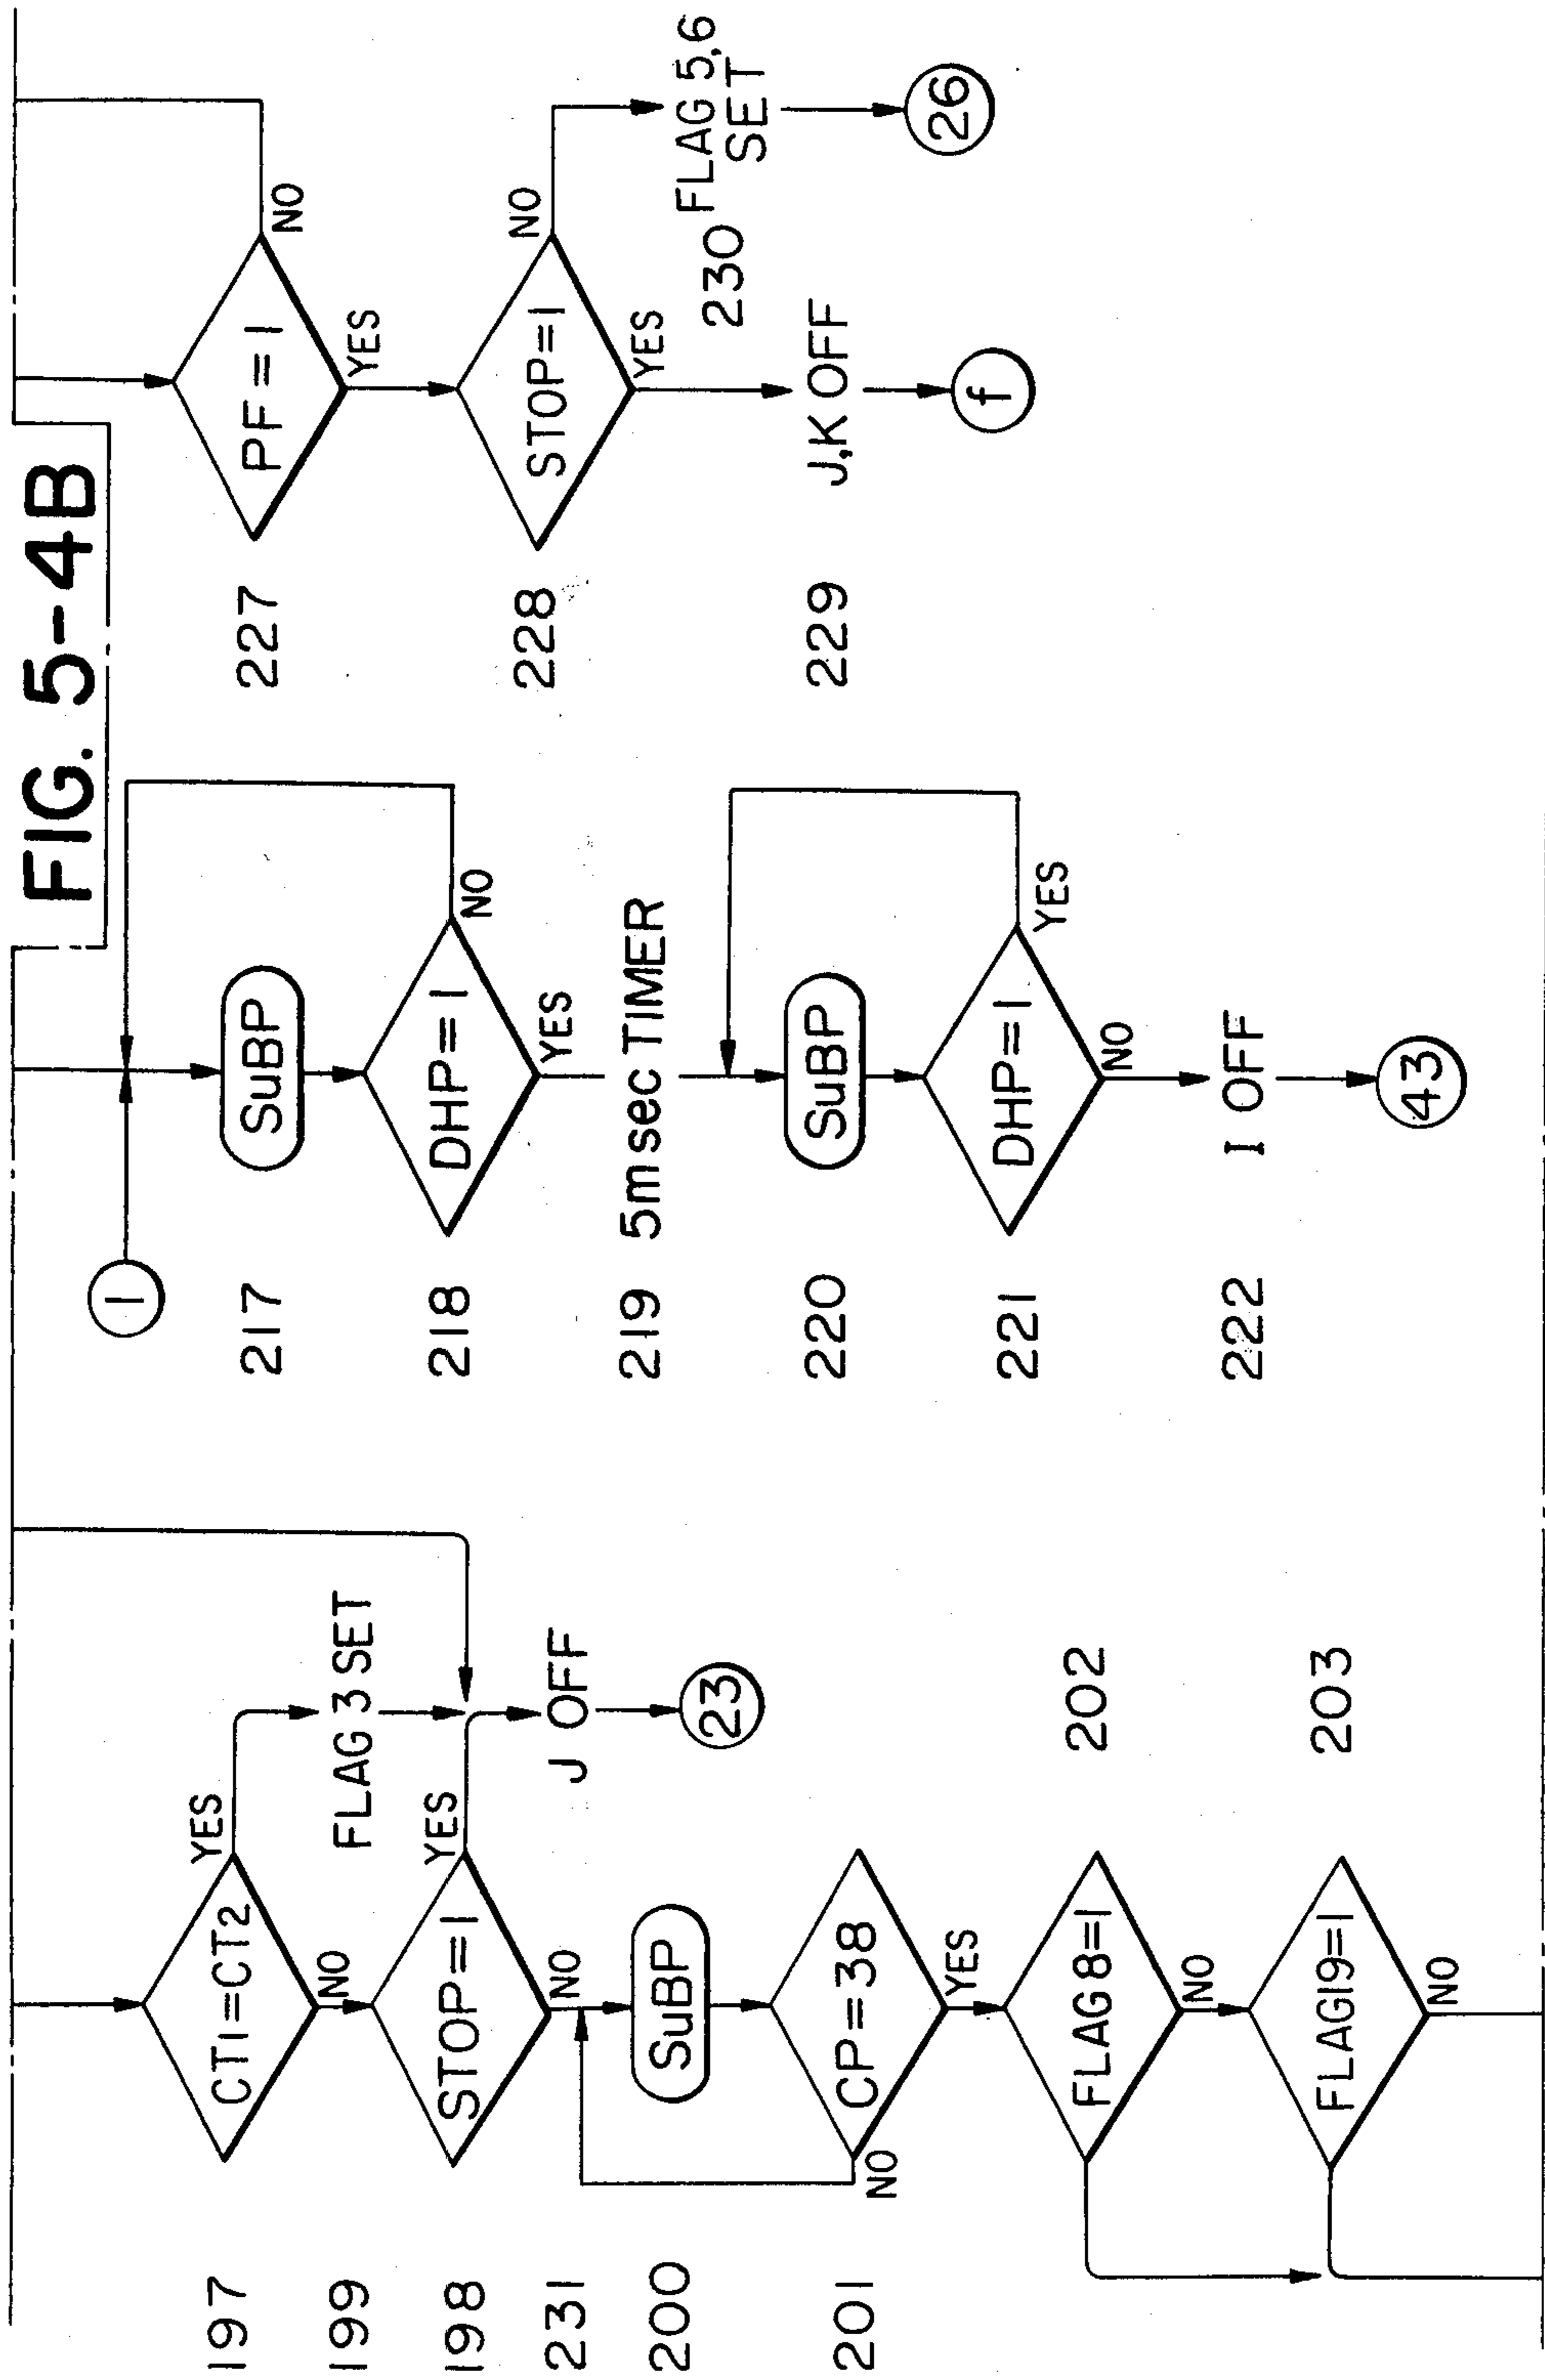 FIG. 5-4B
197
CT1=CT2
YES
NO
199
FLAG 3 SET
198
STOP=1
YES
NO
231
J OFF
23
200
SuBP
201
CP=38
NO
YES
202
FLAG8=1
NO
203
FLAG19=1
NO
1
217
SuBP
218
DHP=1
NO
YES
219
5msec TIMER
220
SuBP
221
DHP=1
YES
NO
222
I OFF
43
227
PF=1
NO
YES
228
STOP=1
NO
YES
230
FLAG 5,6
SET
26
229
J,K OFF
f